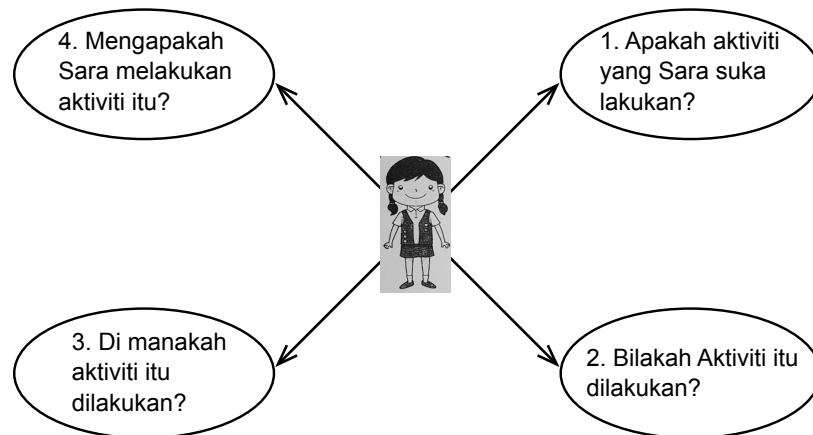 4. Mengapakah
Sara melakukan
aktiviti itu?
1. Apakah aktiviti
yang Sara suka
lakukan?
3. Di manakah
aktiviti itu
dilakukan?
2. Bilakah Aktiviti itu
dilakukan?